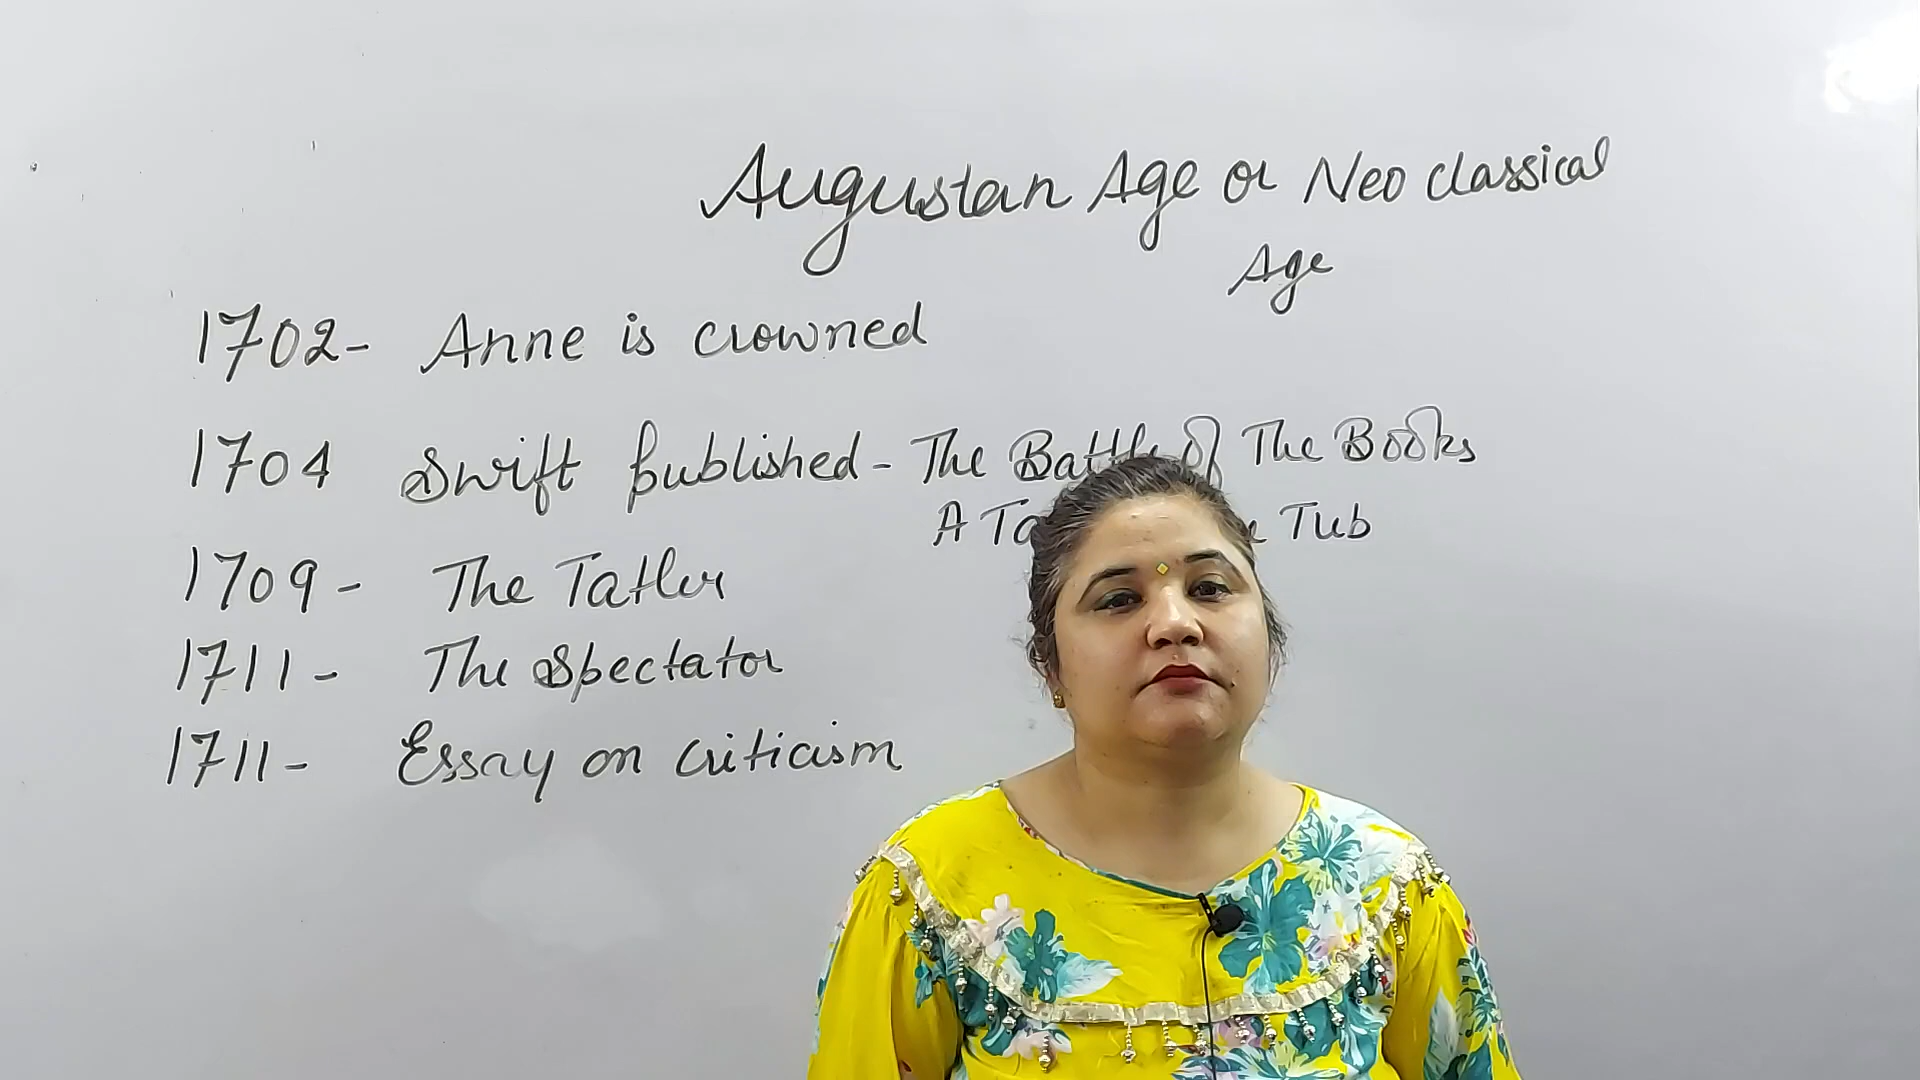 Augustan Age or Neo classical
Age
1702- Anne is crowned
1704 Swift published - The Battle of The Books
A Tub
1709 - The Tatler
1711 - The Spectator
1711 - Essay on criticism